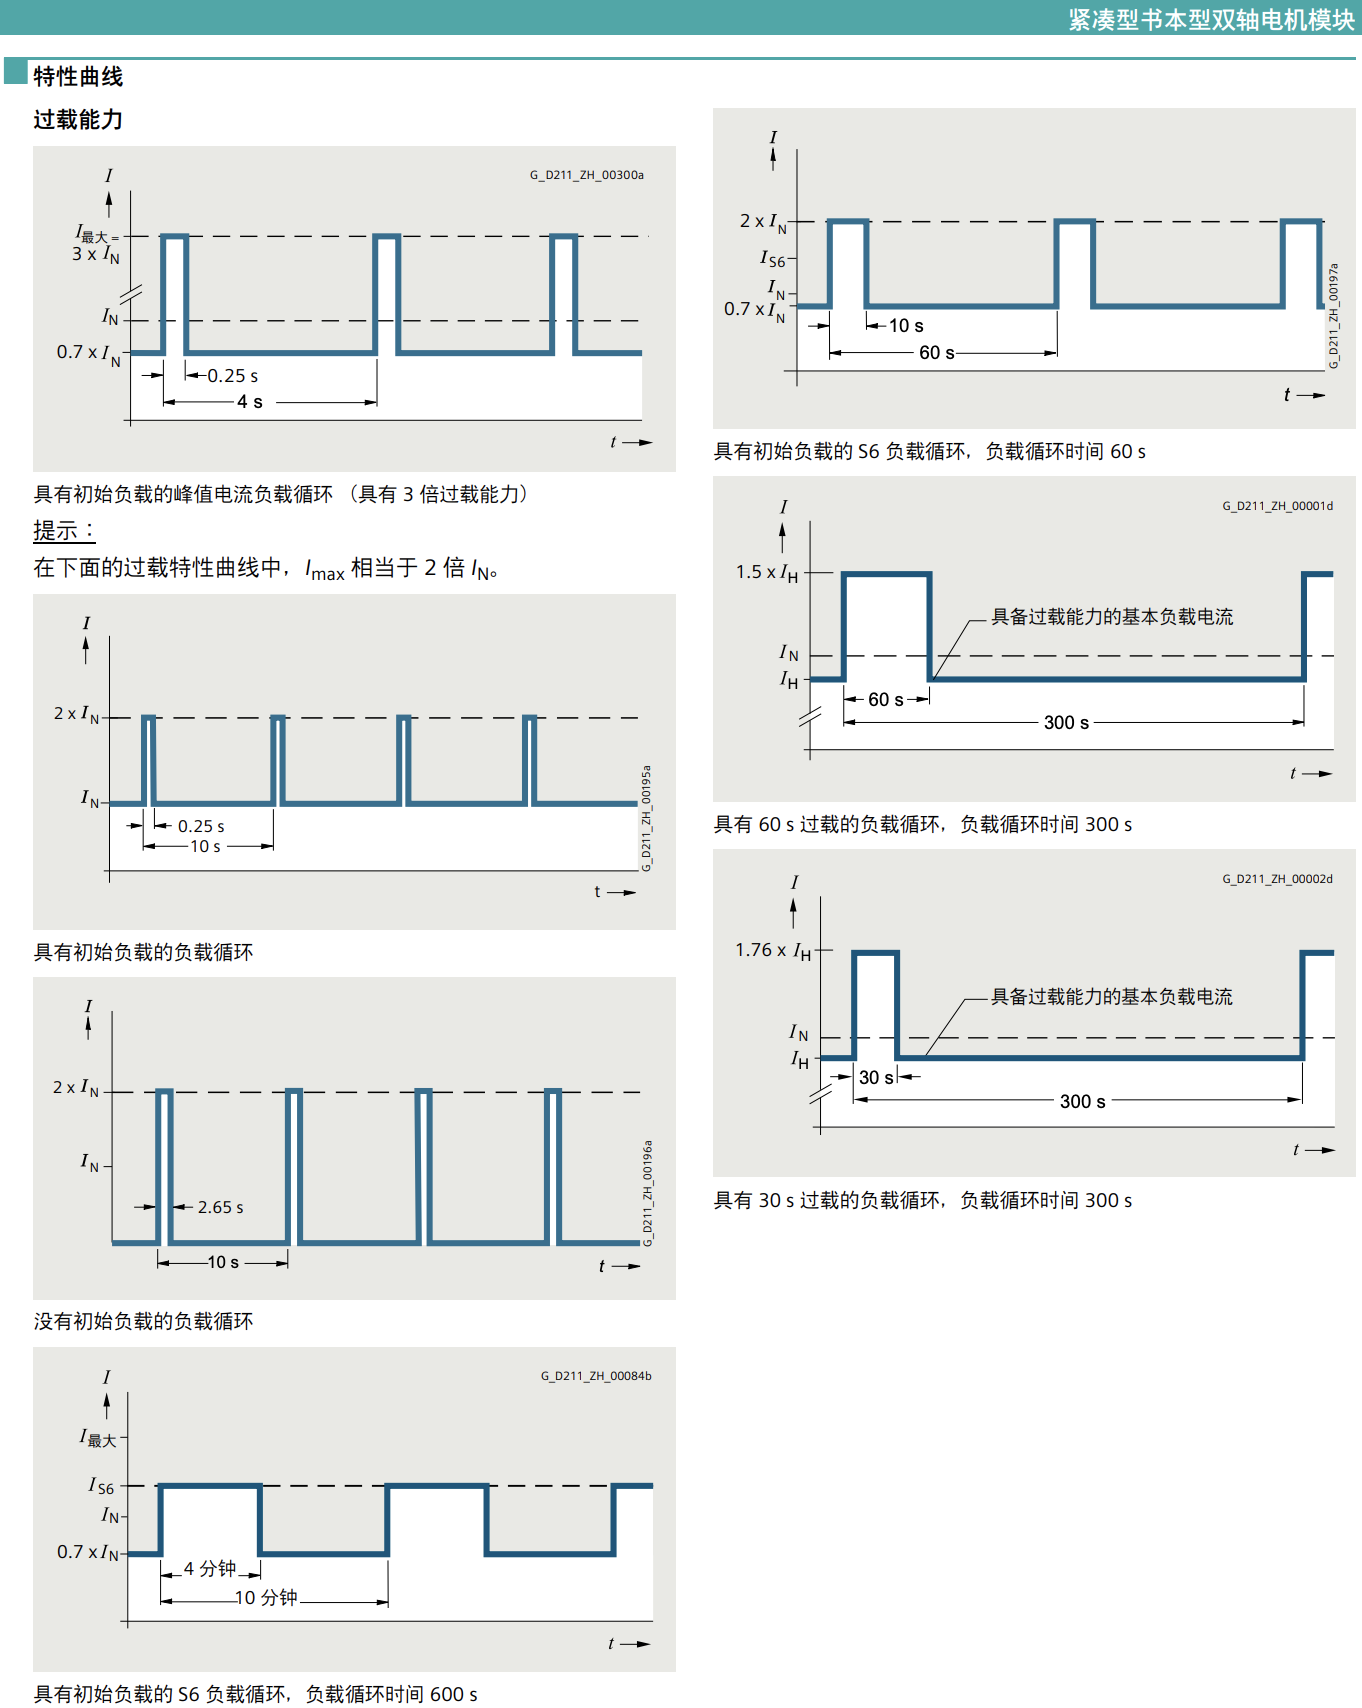 紧凑型书本型双轴电机模块
特性曲线
过载能力
I
G_D211_ZH_00300a
I最大 =
3 x IN
IN
0.7 x IN
0.25 s
4 s
t
具有初始负载的峰值电流负载循环 （具有 3 倍过载能力）
提示：
在下面的过载特性曲线中，Imax 相当于 2 倍 IN。
I
2 x IN
IN
0.25 s
10 s
t
G_D211_ZH_00195a
具有初始负载的负载循环
I
2 x IN
IN
2.65 s
10 s
t
G_D211_ZH_00196a
没有初始负载的负载循环
I
G_D211_ZH_00084b
I最大
IS6
IN
0.7 x IN
4 分钟
10 分钟
t
具有初始负载的 S6 负载循环，负载循环时间 600 s
I
2 x IN
IS6
IN
0.7 x IN
10 s
60 s
t
G_D211_ZH_00197a
具有初始负载的 S6 负载循环，负载循环时间 60 s
I
G_D211_ZH_00001d
1.5 x IH
具备过载能力的基本负载电流
IN
IH
60 s
300 s
t
具有 60 s 过载的负载循环，负载循环时间 300 s
I
G_D211_ZH_00002d
1.76 x IH
具备过载能力的基本负载电流
IN
IH
30 s
300 s
t
具有 30 s 过载的负载循环，负载循环时间 300 s